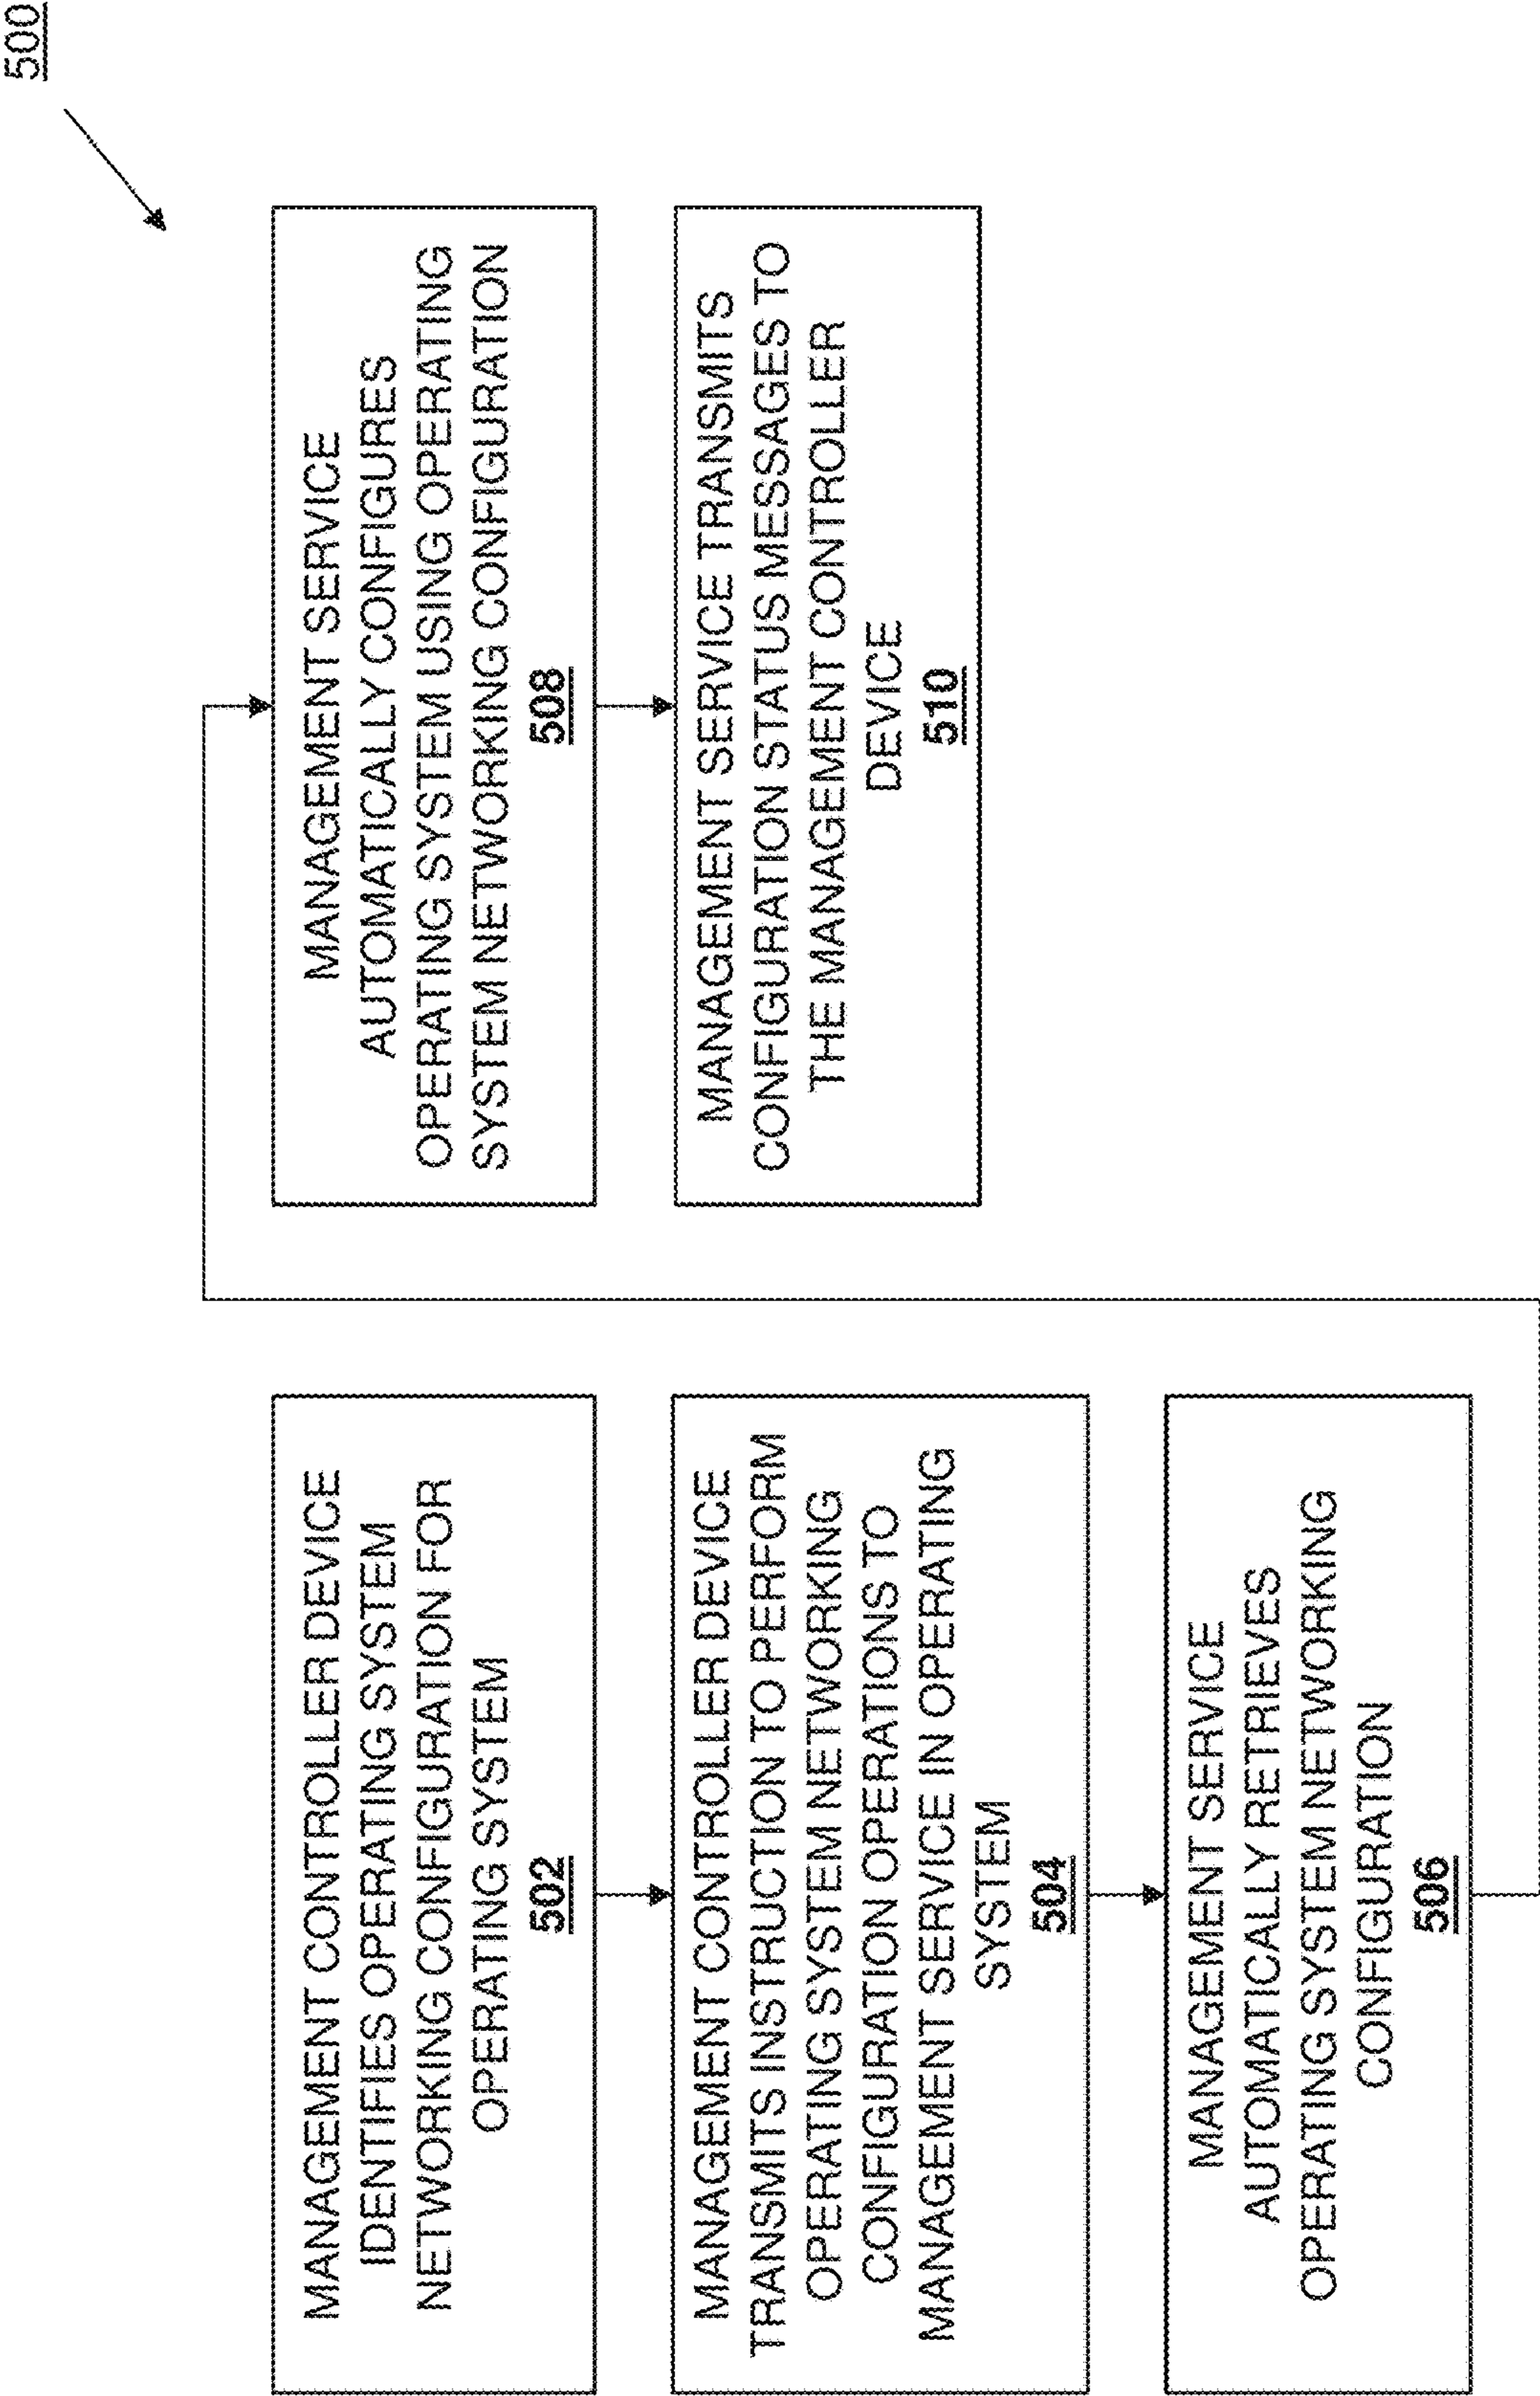 500
MANAGEMENT CONTROLLER DEVICE
IDENTIFIES OPERATING SYSTEM
NETWORKING CONFIGURATION FOR
OPERATING SYSTEM
502
MANAGEMENT CONTROLLER DEVICE
TRANSMITS INSTRUCTION TO PERFORM
OPERATING SYSTEM NETWORKING
CONFIGURATION OPERATIONS TO
MANAGEMENT SERVICE IN OPERATING
SYSTEM
504
MANAGEMENT SERVICE
AUTOMATICALLY RETRIEVES
OPERATING SYSTEM NETWORKING
CONFIGURATION
506
MANAGEMENT SERVICE
AUTOMATICALLY CONFIGURES
OPERATING SYSTEM USING OPERATING
SYSTEM NETWORKING CONFIGURATION
508
MANAGEMENT SERVICE TRANSMITS
CONFIGURATION STATUS MESSAGES TO
THE MANAGEMENT CONTROLLER
DEVICE
510